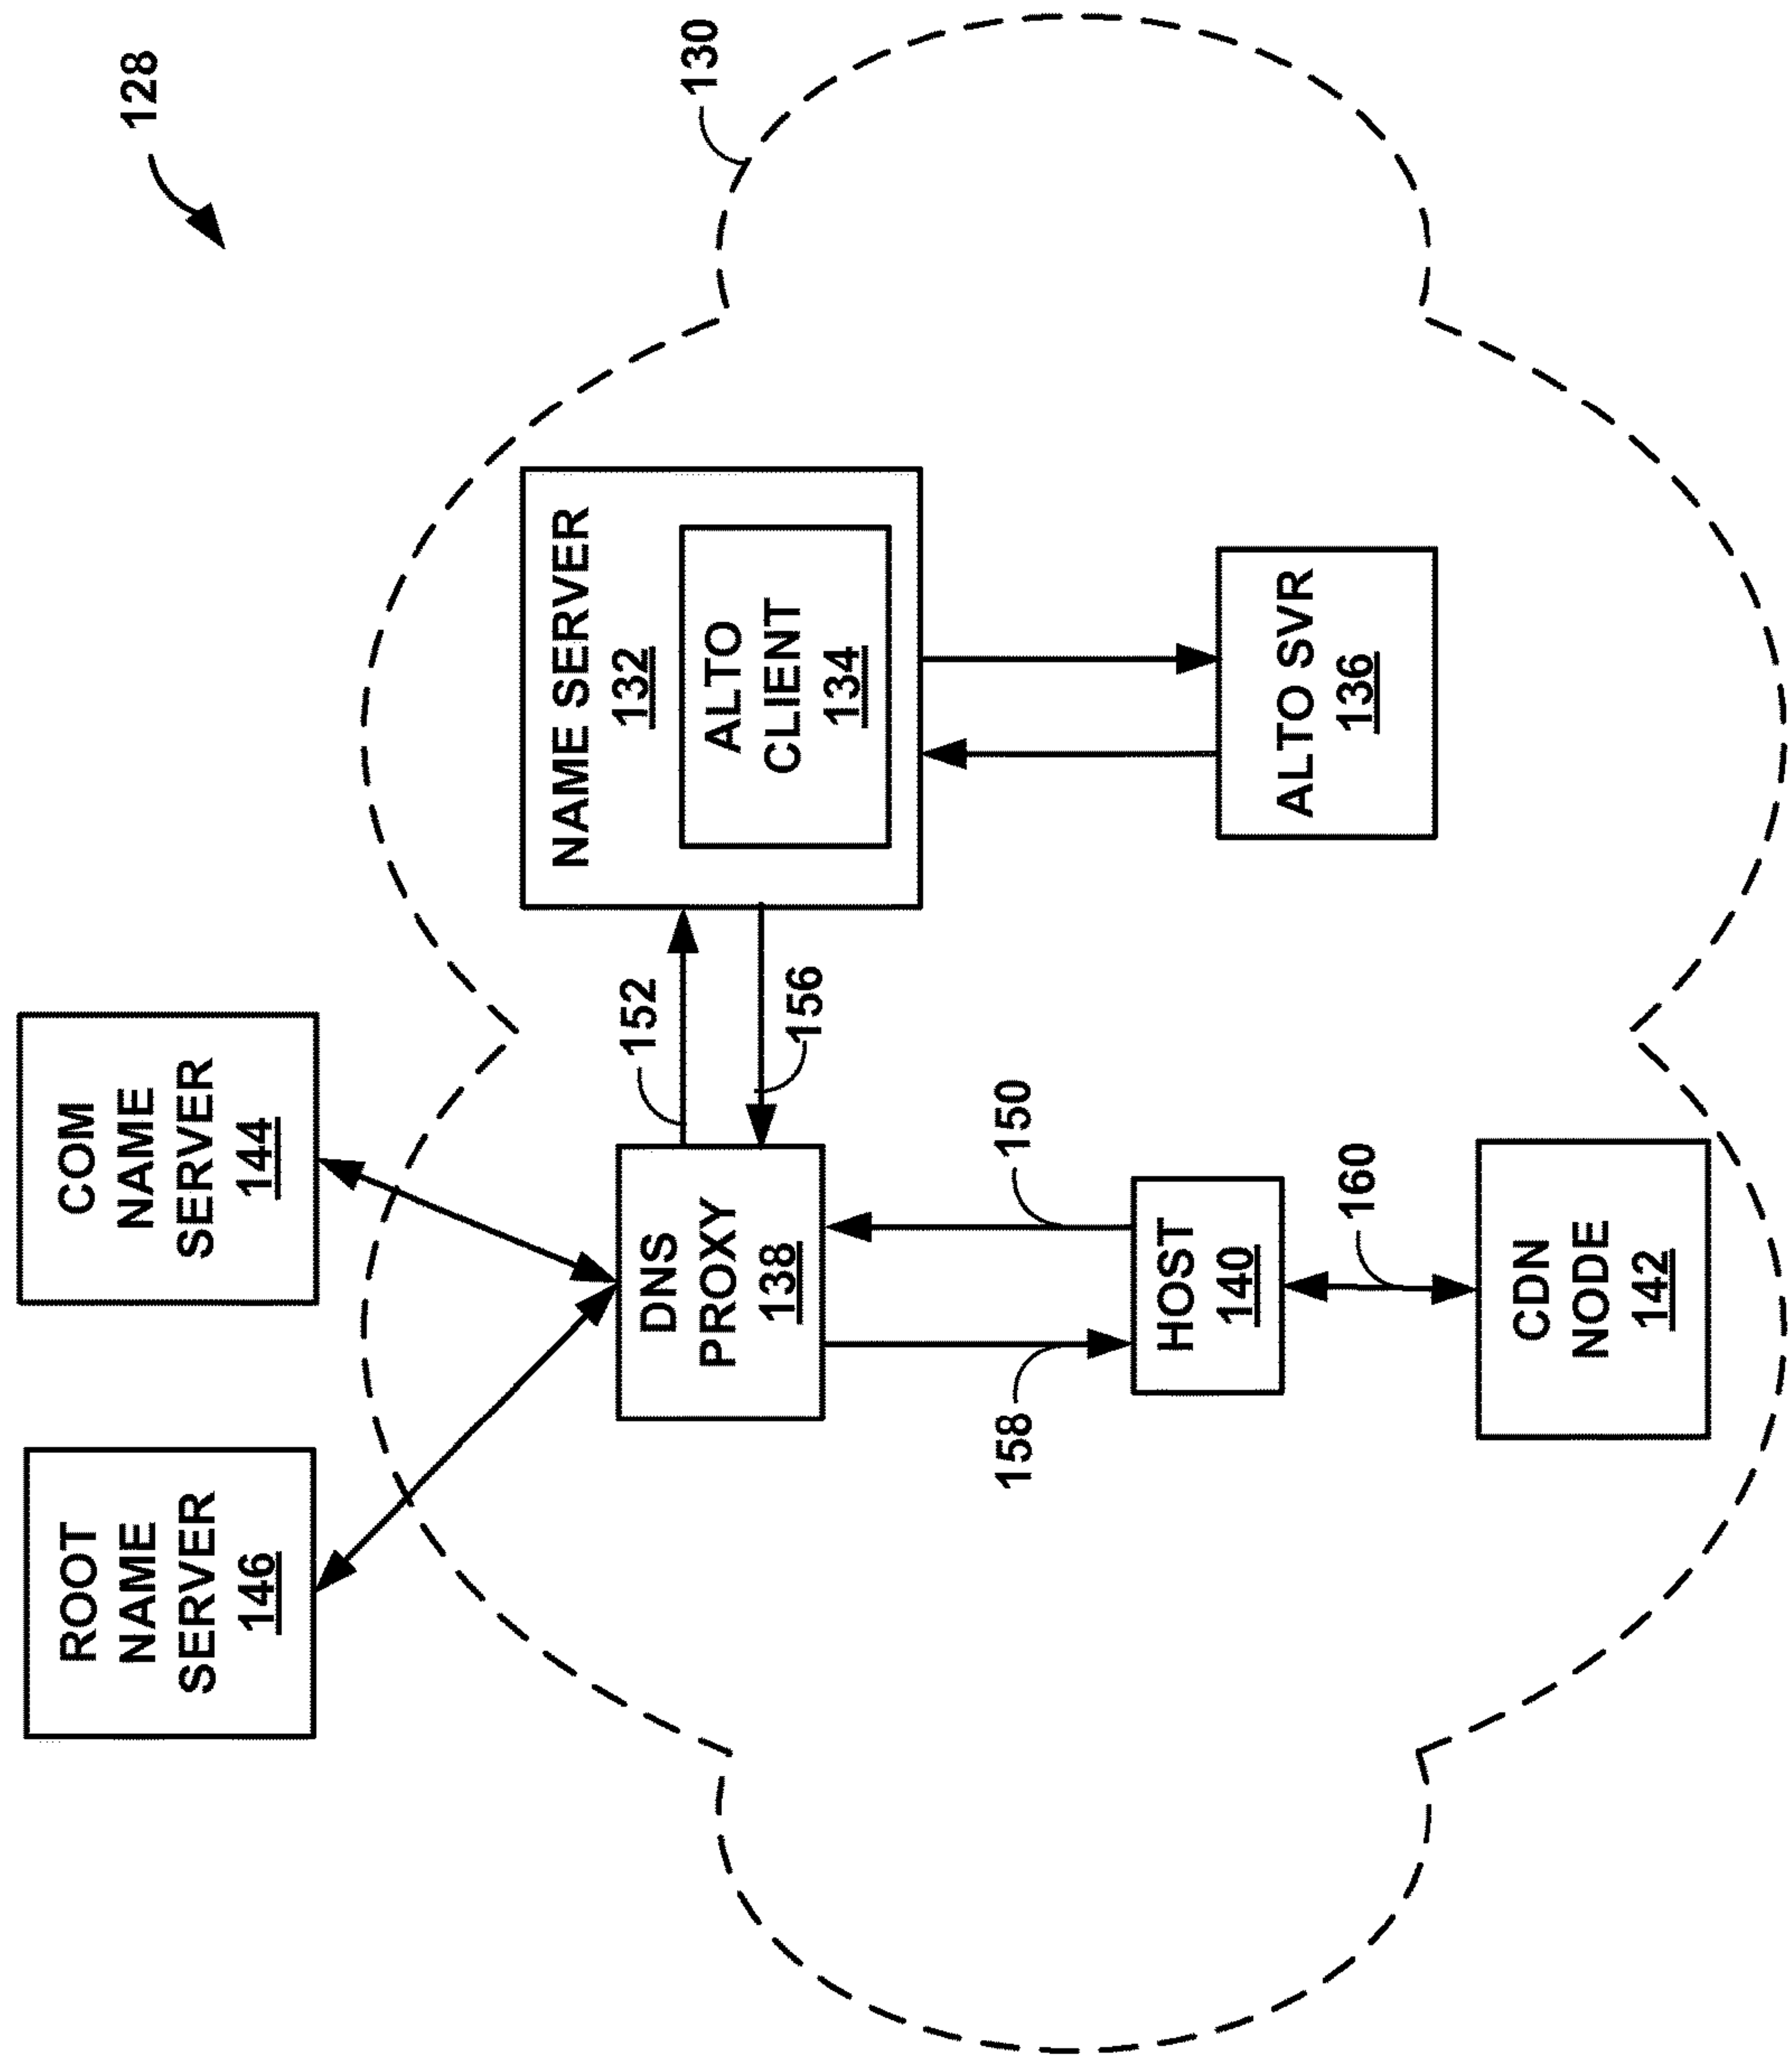 128
130
ROOT
NAME
SERVER
146
COM
NAME
SERVER
144
152
156
NAME SERVER
132
ALTO
CLIENT
134
DNS
PROXY
138
158
150
HOST
140
160
CDN
NODE
142
ALTO SVR
136